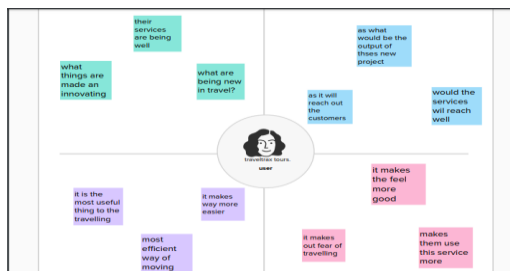 their
services
are being
well
what
things are
made an
innovating
what are
being new
in travel?
as what
would be the
output of
thses new
project
as it will
reach out
the
customers
would the
services
wil reach
well
traveltrax tours.
user
it is the
most useful
thing to the
travelling
it makes
way more
easier
most
efficient
way of
moving
it makes
the feel
more
good
it makes
out fear of
travelling
makes
them use
this service
more